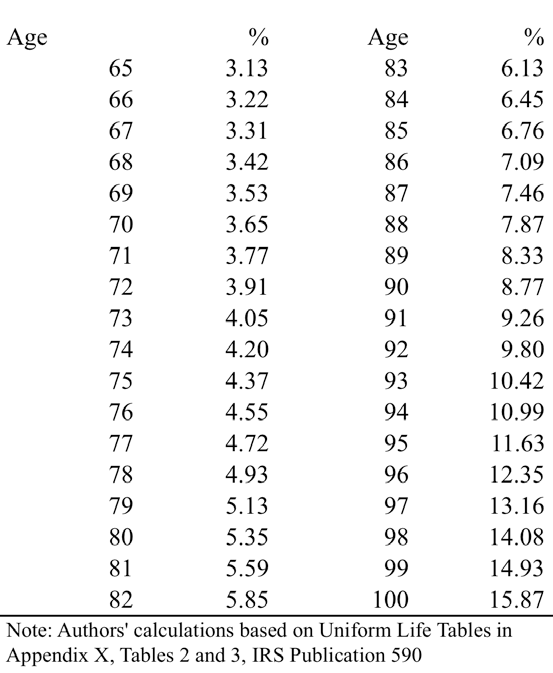 Age % Age %
65 3.13 83 6.13
66 3.22 84 6.45
67 3.31 85 6.76
68 3.42 86 7.09
69 3.53 87 7.46
70 3.65 88 7.87
71 3.77 89 8.33
72 3.91 90 8.77
73 4.05 91 9.26
74 4.20 92 9.80
75 4.37 93 10.42
76 4.55 94 10.99
77 4.72 95 11.63
78 4.93 96 12.35
79 5.13 97 13.16
80 5.35 98 14.08
81 5.59 99 14.93
82 5.85 100 15.87
Note: Authors' calculations based on Uniform Life Tables in
Appendix X, Tables 2 and 3, IRS Publication 590